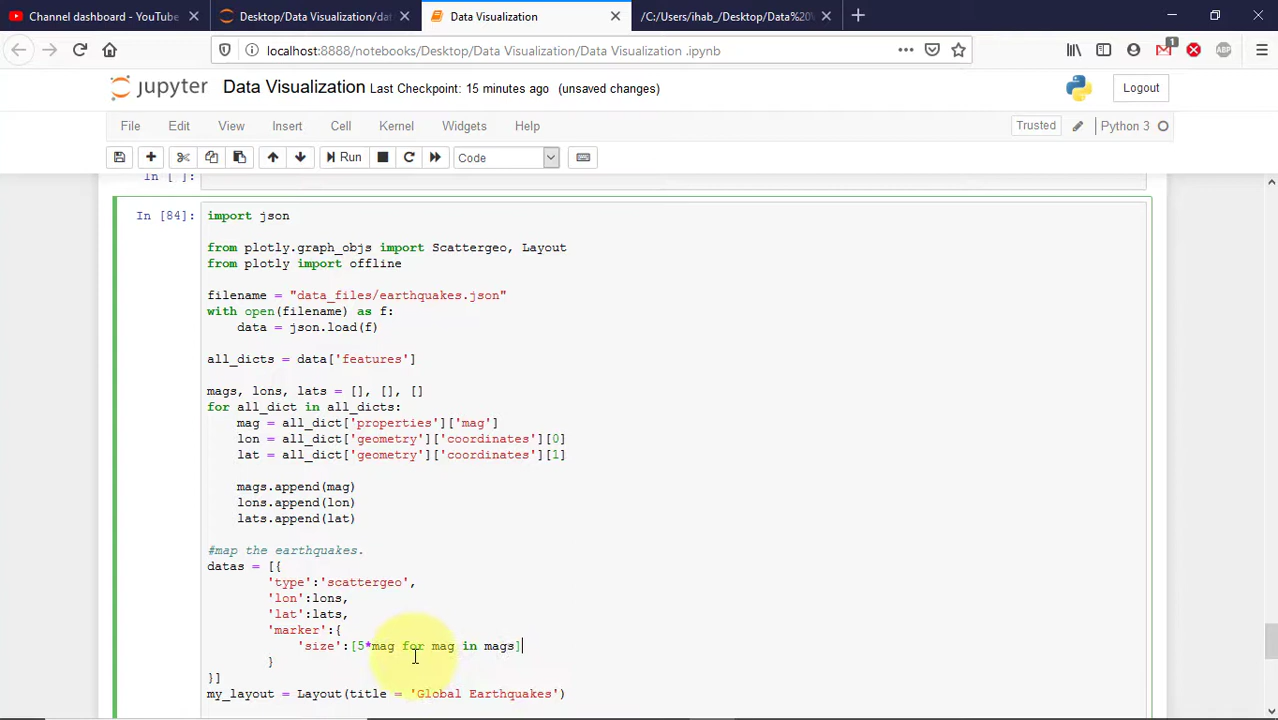 Channel dashboard - YouTube
Desktop/Data Visualization/dat
Data Visualization
/C:/Users/ihab_/Desktop/Data%20V
localhost:8888/notebooks/Desktop/Data Visualization/Data Visualization .ipynb
1
ABP
jupyter
Data Visualization Last Checkpoint: 15 minutes ago (unsaved changes)
Logout
File Edit View Insert Cell Kernel Widgets Help
Trusted
Python 3
Run
Code
In [ ]:
In [84]:
import json
from plotly.graph_objs import Scattergeo, Layout
from plotly import offline
filename = "data_files/earthquakes.json"
with open(filename) as f:
data = json.load(f)
all_dicts = data['features']
mags, lons, lats = [], [], []
for all_dict in all_dicts:
mag = all_dict['properties']['mag']
lon = all_dict['geometry']['coordinates'][0]
lat = all_dict['geometry']['coordinates'][1]
mags.append(mag)
lons.append(lon)
lats.append(lat)
#map the earthquakes.
datas = [{
'type':'scattergeo',
'lon':lons,
'lat':lats,
'marker':{
'size':[5*mag for mag in mags]
}
}]
my_layout = Layout(title = 'Global Earthquakes')